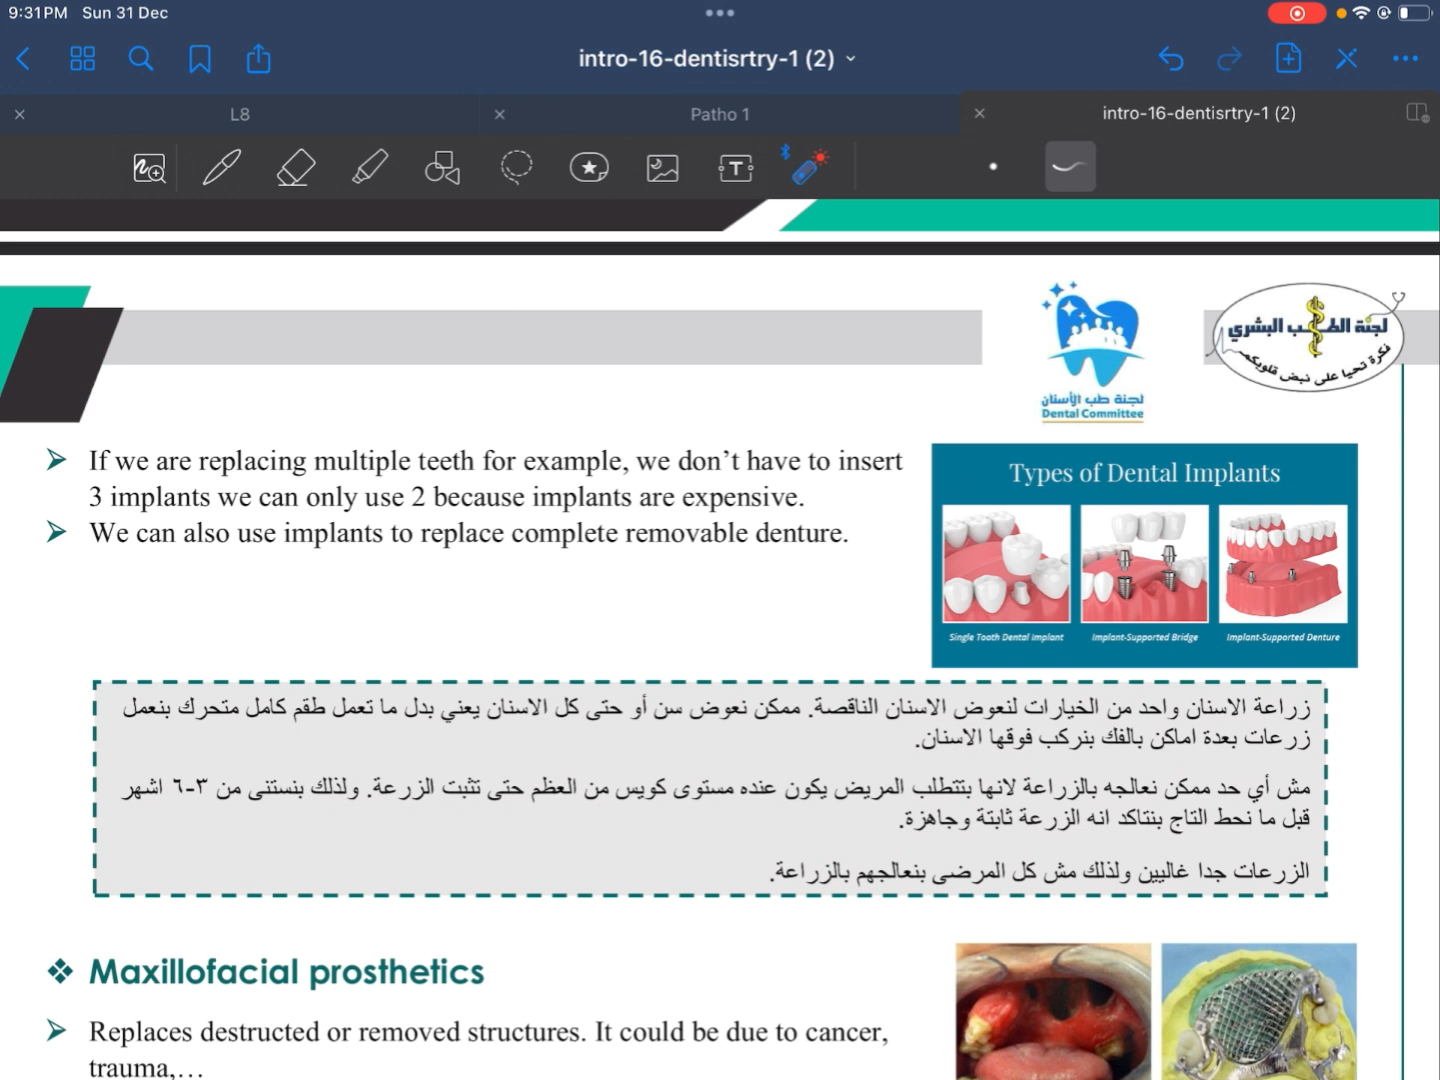 9:31PM Sun 31 Dec
intro-16-dentisrtry-1 (2)
L8
Patho 1
intro-16-dentisrtry-1 (2)
T
لجنة الطب البشري
فكرة تحيا على نبض قلوبكم
لجنة طب الأسنان
Dental Committee
If we are replacing multiple teeth for example, we don’t have to insert
3 implants we can only use 2 because implants are expensive.
We can also use implants to replace complete removable denture.
Types of Dental Implants
Single Tooth Dental Implant
Implant-Supported Bridge
Implant-Supported Denture
زراعة الاسنان واحد من الخيارات لنعوض الاسنان الناقصة. ممكن نعوض سن أو حتى كل الاسنان يعني بدل ما تعمل طقم كامل متحرك بنعمل
زرعات بعدة اماكن بالفك بنركب فوقها الاسنان.
مش أي حد ممكن نعالجه بالزراعة لانها بتتطلب المريض يكون عنده مستوى كويس من العظم حتى تثبت الزرعة. ولذلك بنستنى من ٣-٦ اشهر
قبل ما نحط التاج بنتاكد انه الزرعة ثابتة وجاهزة.
الزرعات جدا غاليين ولذلك مش كل المرضى بنعالجهم بالزراعة.
Maxillofacial prosthetics
Replaces destructed or removed structures. It could be due to cancer,
trauma,…